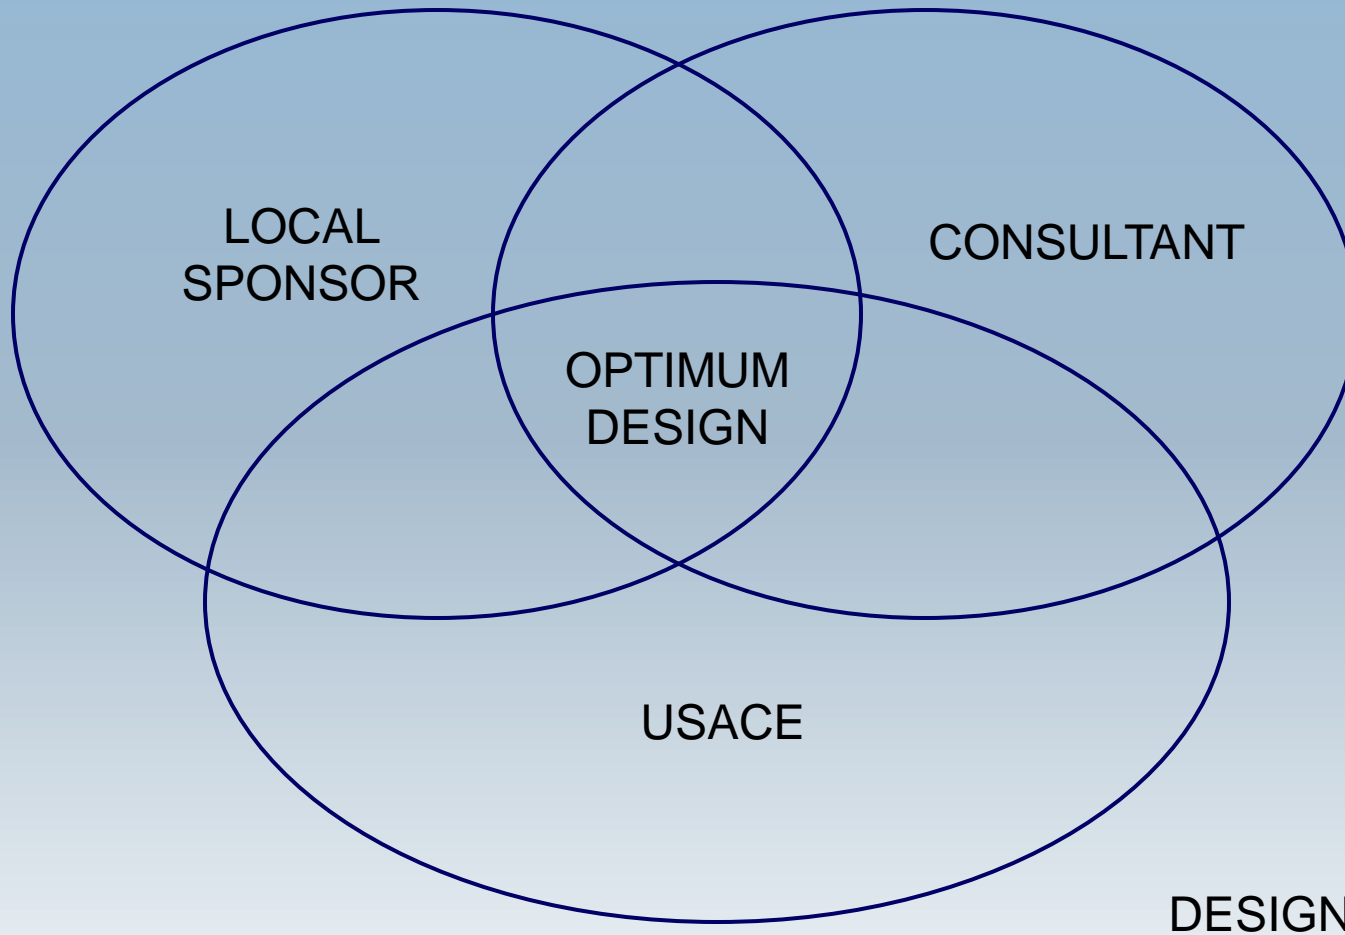 LOCAL
SPONSOR
CONSULTANT
OPTIMUM
DESIGN
USACE
DESIGN